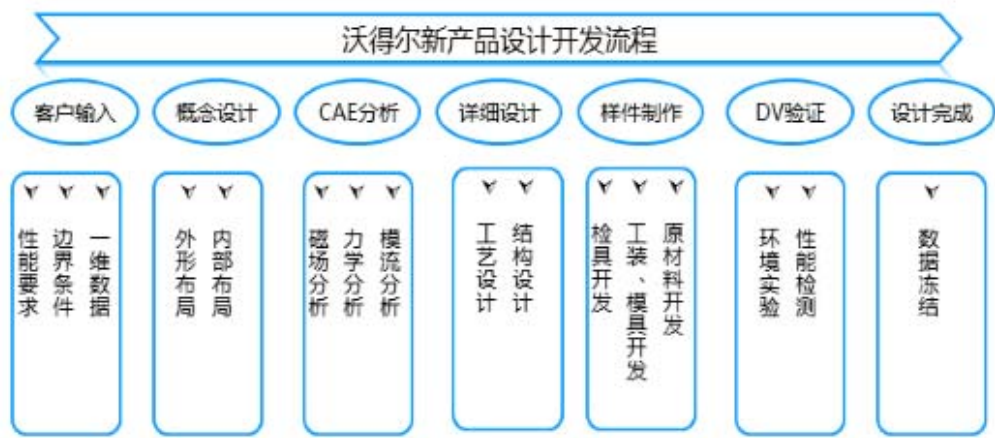 沃得尔新产品设计开发流程
客户输入
概念设计
CAE分析
详细设计
样件制作
DV验证
设计完成
一维数据
边界条件
性能要求
内部布局
外形布局
模流分析
力学分析
磁场分析
结构设计
工艺设计
原材料开发
工装、模具开发
检具开发
性能检测
环境实验
数据冻结